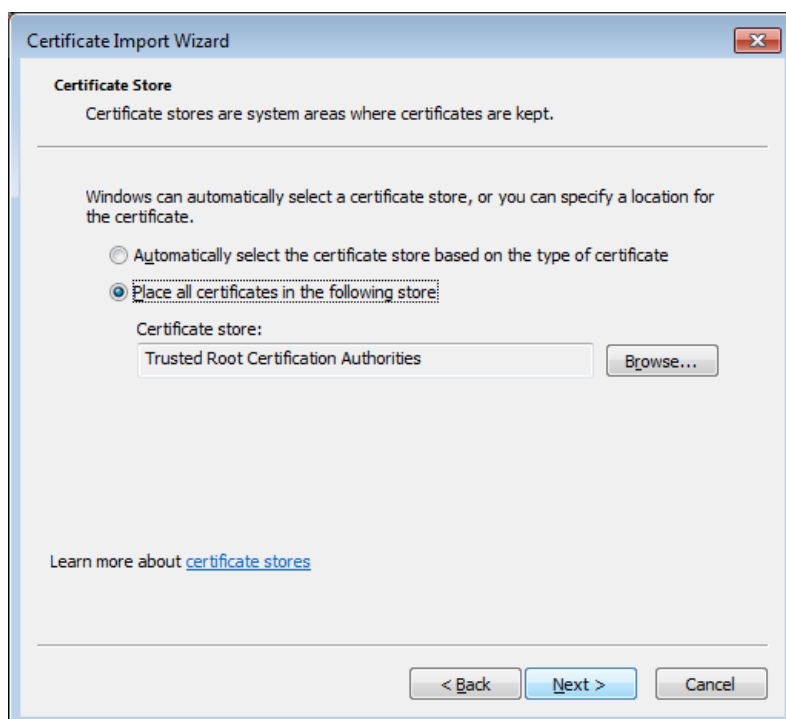 Certificate Import Wizard
Certificate Store
Certificate stores are system areas where certificates are kept.
Windows can automatically select a certificate store, or you can specify a location for
the certificate.
Automatically select the certificate store based on the type of certificate
Place all certificates in the following store
Certificate store:
Trusted Root Certification Authorities
Browse...
Learn more about certificate stores
< Back
Next >
Cancel